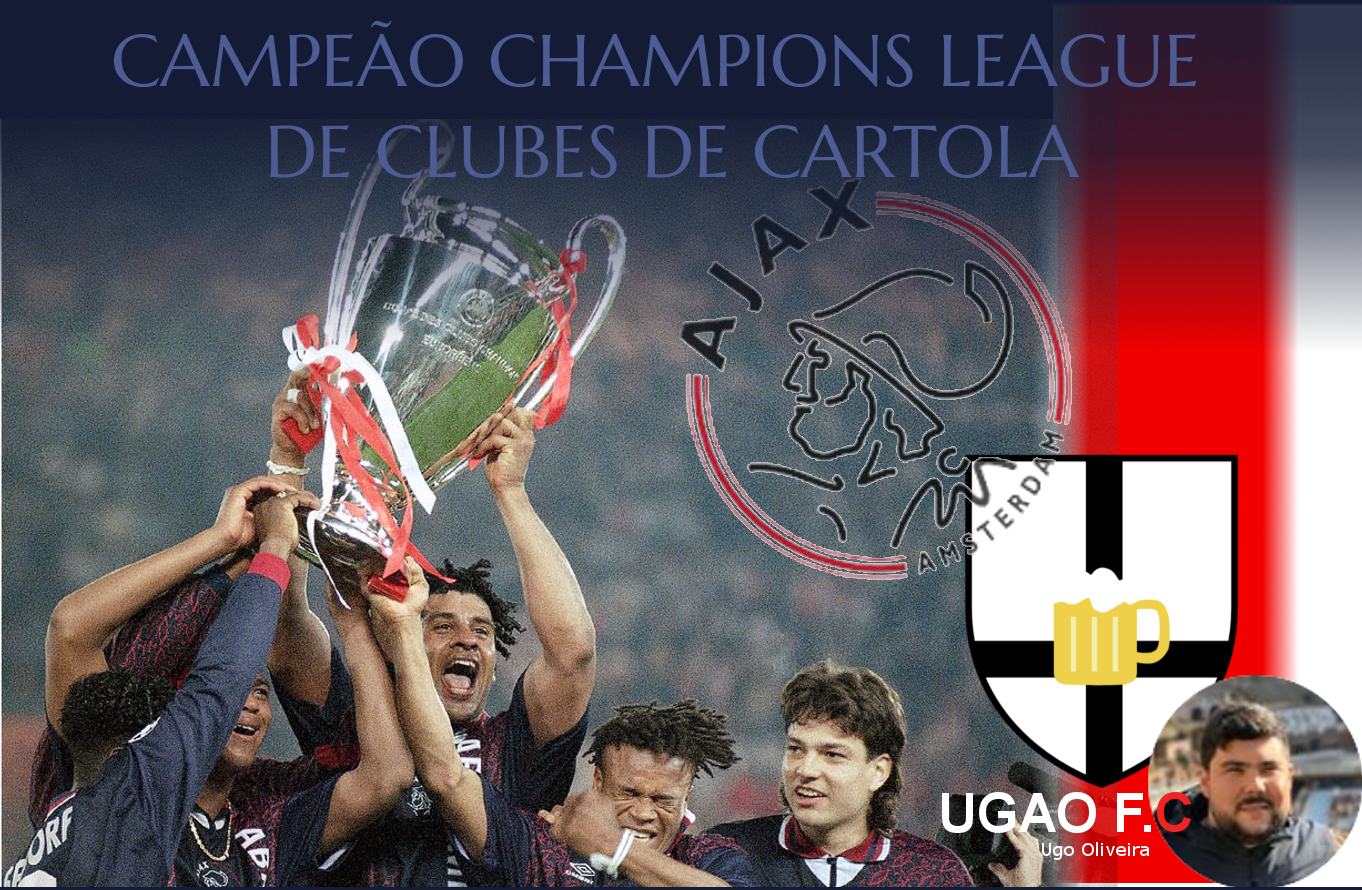 CAMPEÃO CHAMPIONS LEAGUE
DE CLUBES DE CARTOLA
AJAX
AMSTERDAM
UGAO F.C
Ugo Oliveira